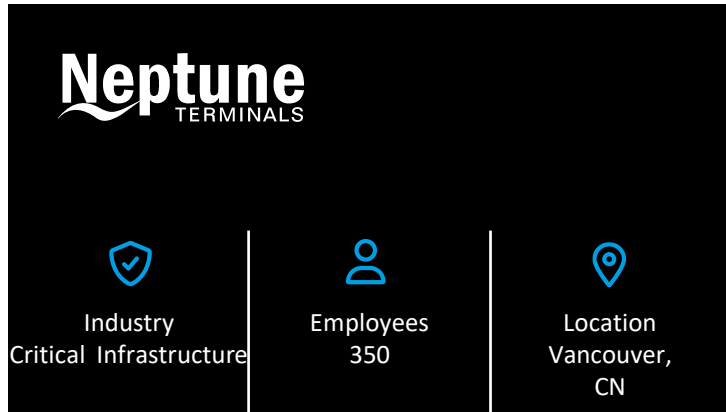 Neptune
TERMINALS
Industry
Critical Infrastructure
Employees
350
Location
Vancouver,
CN